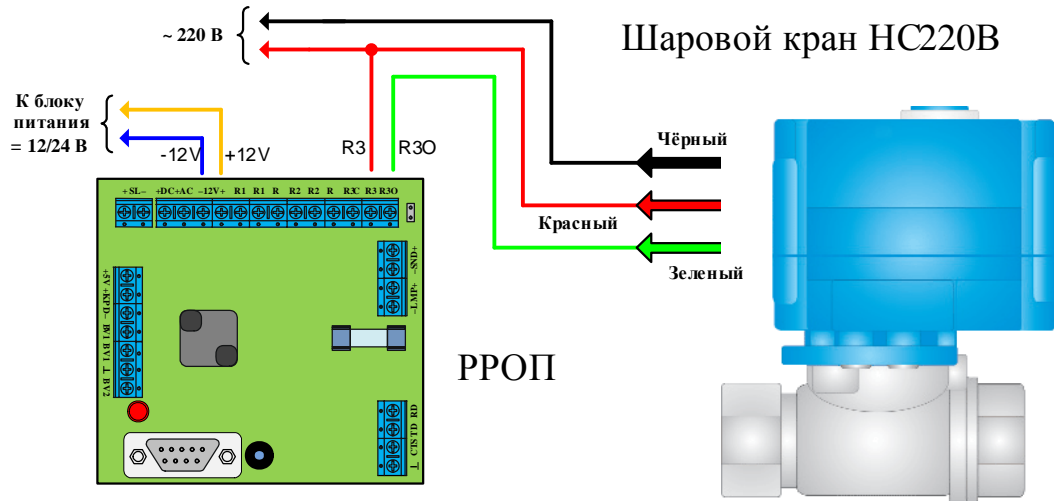 ~ 220 В
Шаровой кран НС220В
К блоку
питания
= 12/24 В
-12V
+12V
R3
R3O
Чёрный
Красный
Зеленый
+ SL- +DC+AC -12V+ R1 R1 R R2 R2 R R3C R3 R3O
-SND+
-LMP+
+5V +KPD- BV1 BV1 ⊥ BV2
РРОП
⊥ CTS TD RD